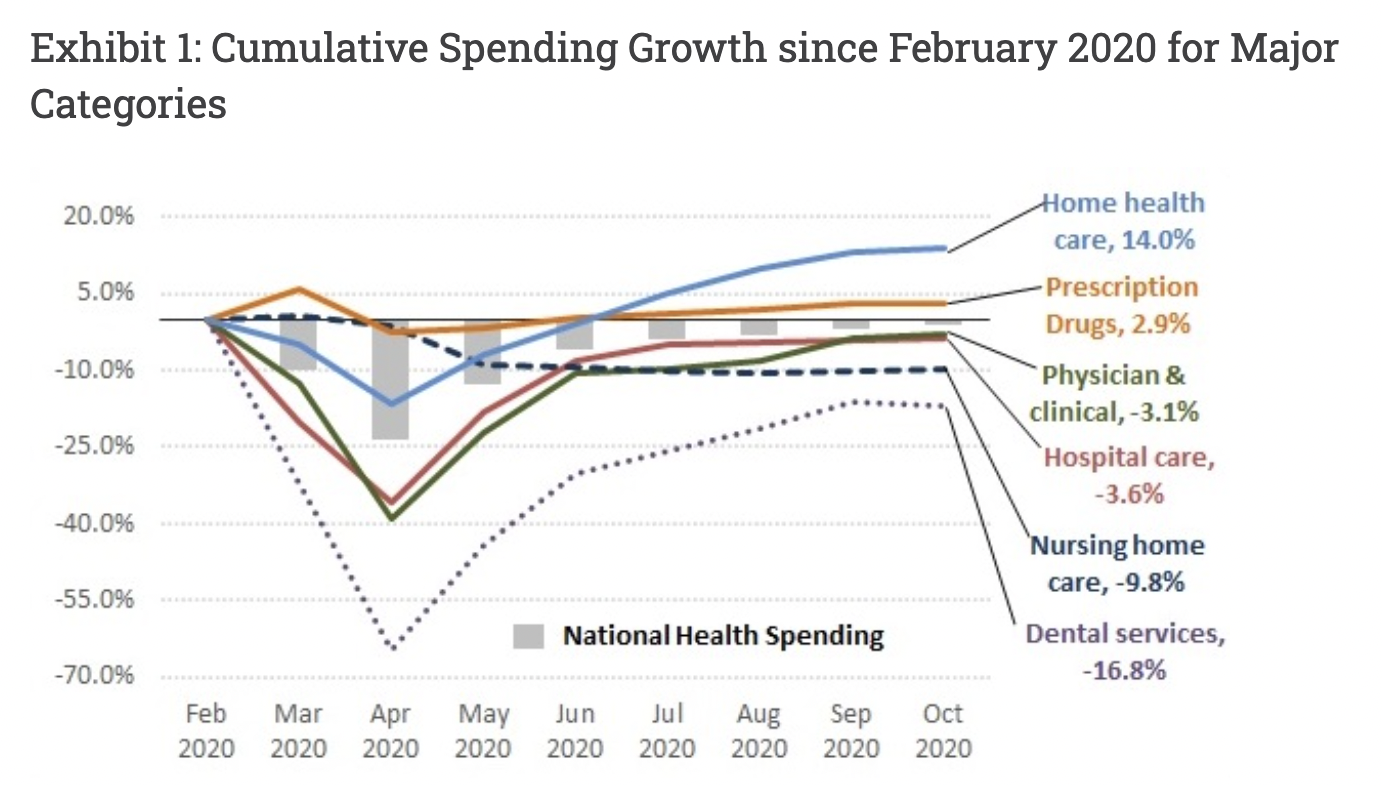 Exhibit 1: Cumulative Spending Growth since February 2020 for Major
Categories
20.0%
5.0%
-10.0%
-25.0%
-40.0%
-55.0%
-70.0%
Home health
care, 14.0%
Prescription
Drugs, 2.9%
Physician &
clinical, -3.1%
Hospital care,
-3.6%
Nursing home
care, -9.8%
Dental services,
-16.8%
National Health Spending
Feb Mar Apr May Jun Jul Aug Sep Oct
2020 2020 2020 2020 2020 2020 2020 2020 2020